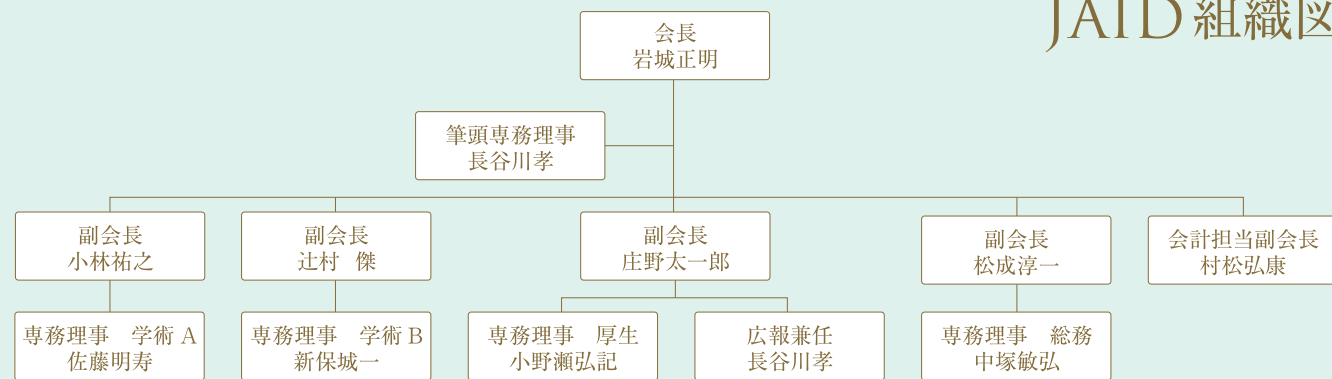 JAID 組織図
会長
岩城正明
筆頭専務理事
長谷川孝
副会長
小林祐之
副会長
辻村 傑
副会長
庄野太一郎
副会長
松成淳一
会計担当副会長
村松弘康
専務理事 学術 A
佐藤明寿
専務理事 学術 B
新保城一
専務理事 厚生
小野瀬弘記
広報兼任
長谷川孝
専務理事 総務
中塚敏弘